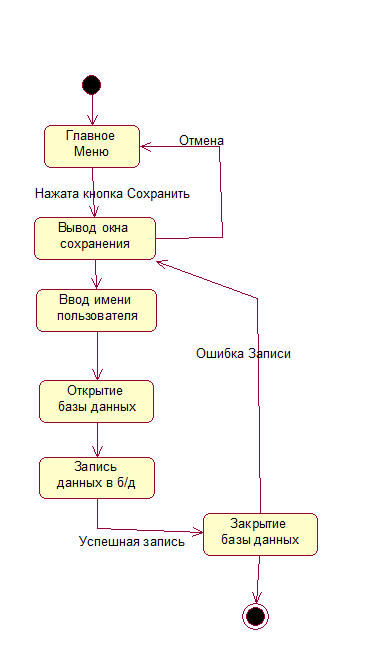 Главное
Меню
Отмена
Нажата кнопка Сохранить
Вывод окна
сохранения
Ввод имени
пользователя
Ошибка Записи
Открытие
базы данных
Запись
данных в б/д
Закрытие
базы данных
Успешная запись